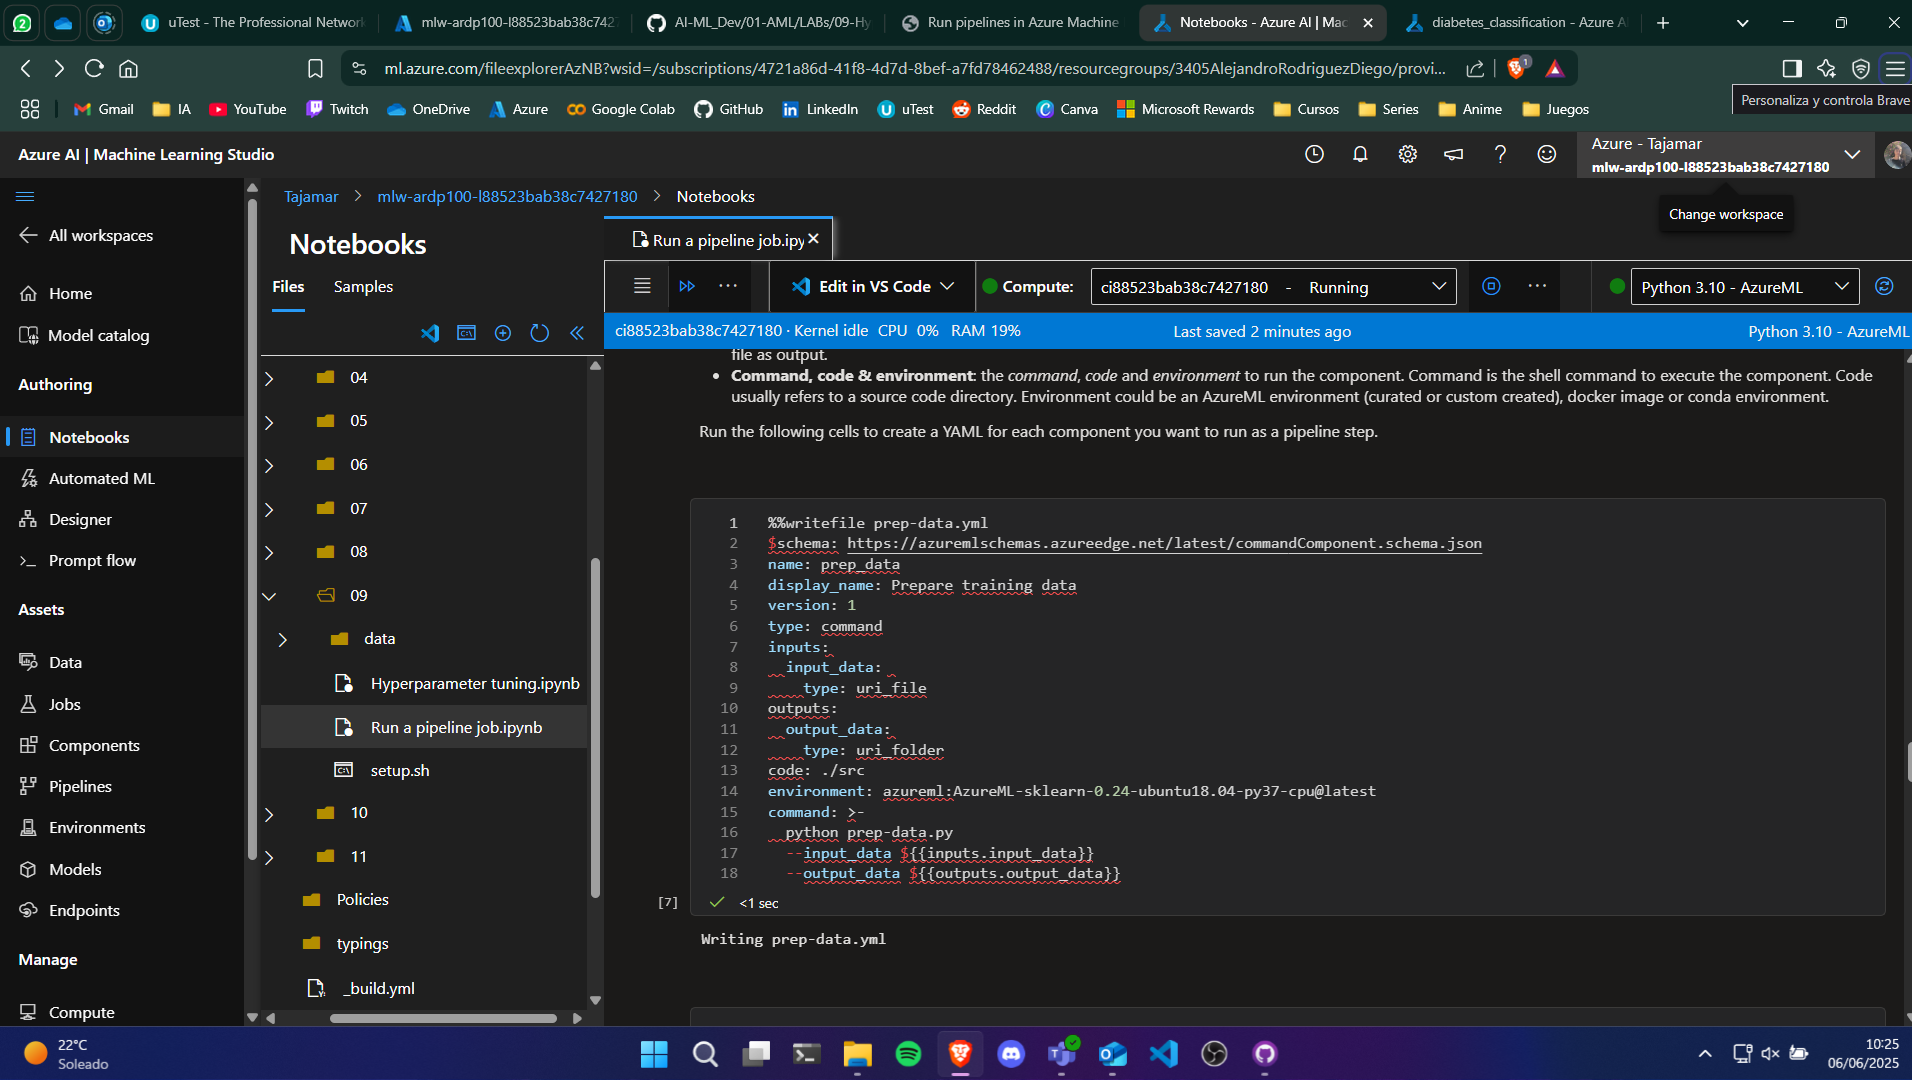 uTest - The Professional Network
mlw-ardp100-l88523bab38c7427
AI-ML_Dev/01-AML/LABs/09-Hy
Run pipelines in Azure Machine
Notebooks - Azure AI | Mac
diabetes_classification - Azure A
ml.azure.com/fileexplorerAzNB?wsid=/subscriptions/4721a86d-41f8-4d7d-8bef-a7fd78462488/resourcegroups/3405AlejandroRodriguezDiego/provi...
1
Gmail
IA
YouTube
Twitch
OneDrive
Azure
Google Colab
GitHub
LinkedIn
uTest
Reddit
Canva
Microsoft Rewards
Cursos
Series
Anime
Juegos
Personaliza y controla Brave
Azure AI | Machine Learning Studio
Azure - Tajamar
mlw-ardp100-l88523bab38c7427180
Change workspace
All workspaces
Home
Model catalog
Authoring
Notebooks
Automated ML
Designer
Prompt flow
Assets
Data
Jobs
Components
Pipelines
Environments
Models
Endpoints
Manage
Compute
Tajamar > mlw-ardp100-l88523bab38c7427180 > Notebooks
Notebooks
Files
Samples
04
05
06
07
08
09
data
Hyperparameter tuning.ipynb
Run a pipeline job.ipynb
setup.sh
10
11
Policies
typings
_build.yml
Run a pipeline job.ipy
Edit in VS Code
Compute:
ci88523bab38c7427180 - Running
Python 3.10 - AzureML
ci88523bab38c7427180 · Kernel idle CPU 0% RAM 19%
Last saved 2 minutes ago
Python 3.10 - AzureML
file as output.
• Command, code & environment: the command, code and environment to run the component. Command is the shell command to execute the component. Code
usually refers to a source code directory. Environment could be an AzureML environment (curated or custom created), docker image or conda environment.
Run the following cells to create a YAML for each component you want to run as a pipeline step.
1 %%writefile prep-data.yml
2 $schema: https://azuremlschemas.azureedge.net/latest/commandComponent.schema.json
3 name: prep_data
4 display_name: Prepare training data
5 version: 1
6 type: command
7 inputs:
8   input_data:
9     type: uri_file
10 outputs:
11   output_data:
12     type: uri_folder
13 code: ./src
14 environment: azureml:AzureML-sklearn-0.24-ubuntu18.04-py37-cpu@latest
15 command: >-
16   python prep-data.py
17   --input_data ${{inputs.input_data}}
18   --output_data ${{outputs.output_data}}
[7]
<1 sec
Writing prep-data.yml
22°C
Soleado
10:25
06/06/2025